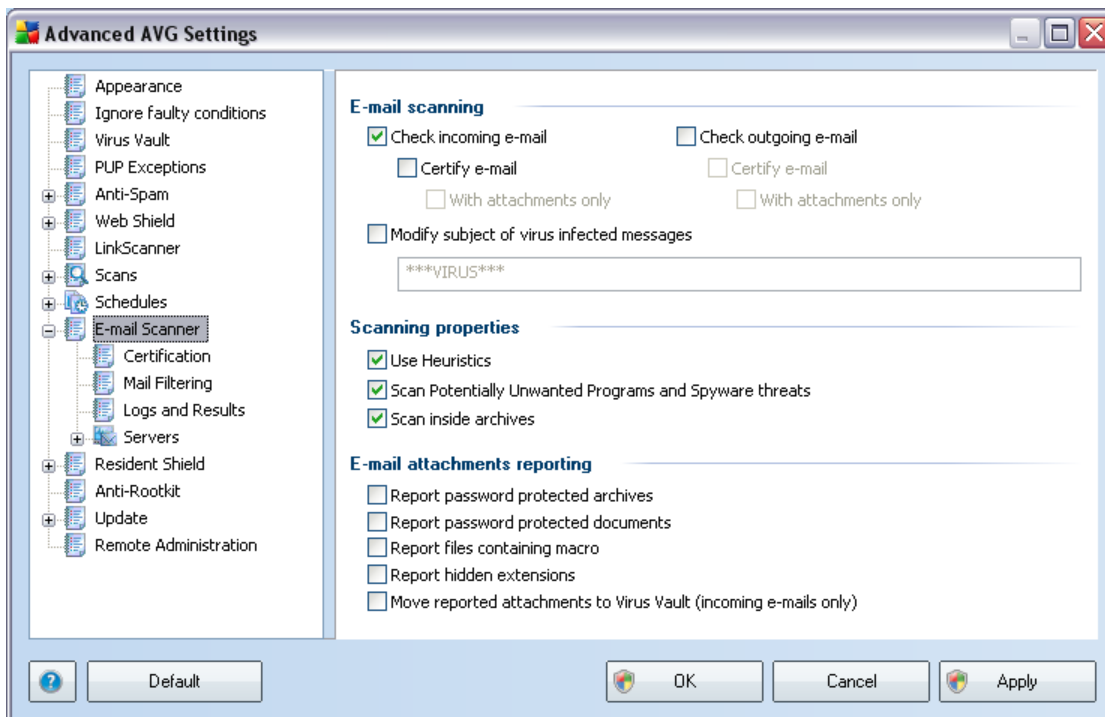 Advanced AVG Settings
Appearance
Ignore faulty conditions
Virus Vault
PUP Exceptions
Anti-Spam
Web Shield
LinkScanner
Scans
Schedules
E-mail Scanner
Certification
Mail Filtering
Logs and Results
Servers
Resident Shield
Anti-Rootkit
Update
Remote Administration
E-mail scanning
Check incoming e-mail Check outgoing e-mail
Certify e-mail Certify e-mail
With attachments only With attachments only
Modify subject of virus infected messages
***VIRUS***
Scanning properties
Use Heuristics
Scan Potentially Unwanted Programs and Spyware threats
Scan inside archives
E-mail attachments reporting
Report password protected archives
Report password protected documents
Report files containing macro
Report hidden extensions
Move reported attachments to Virus Vault (incoming e-mails only)
? Default OK Cancel Apply